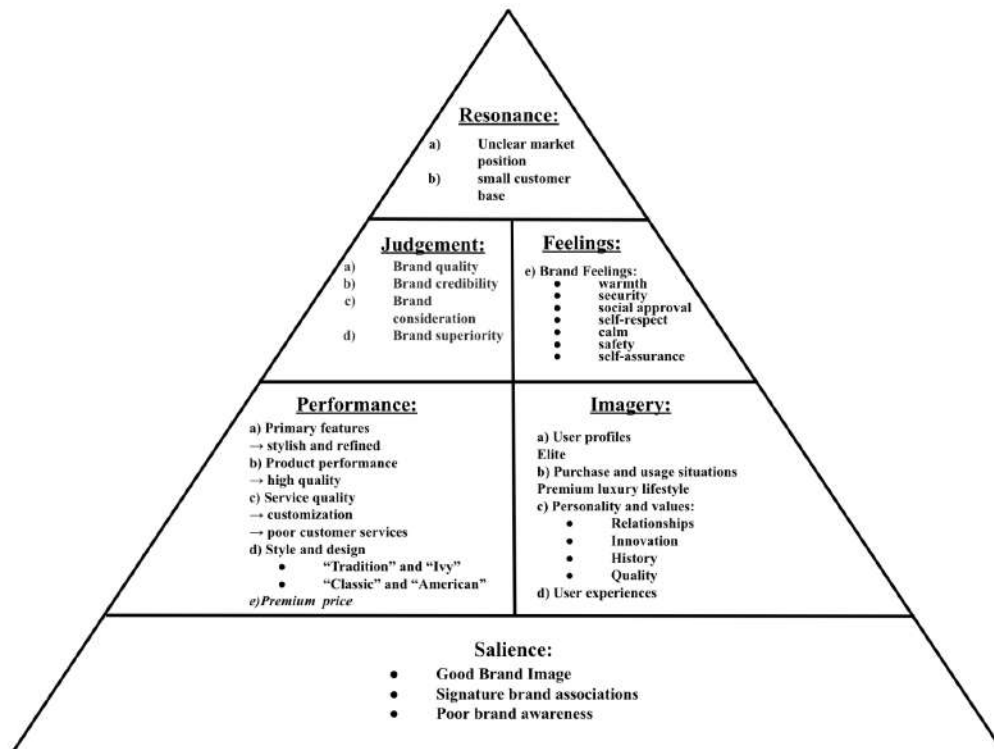 Resonance:
a) Unclear market
position
b) small customer
base
Judgement:
a) Brand quality
b) Brand credibility
c) Brand
consideration
d) Brand superiority
Feelings:
e) Brand Feelings:
● warmth
● security
● social approval
● self-respect
● calm
● safety
● self-assurance
Performance:
a) Primary features
→ stylish and refined
b) Product performance
→ high quality
c) Service quality
→ customization
→ poor customer services
d) Style and design
● “Tradition” and “Ivy”
● “Classic” and “American”
e)Premium price
Imagery:
a) User profiles
Elite
b) Purchase and usage situations
Premium luxury lifestyle
c) Personality and values:
● Relationships
● Innovation
● History
● Quality
d) User experiences
Salience:
● Good Brand Image
● Signature brand associations
● Poor brand awareness